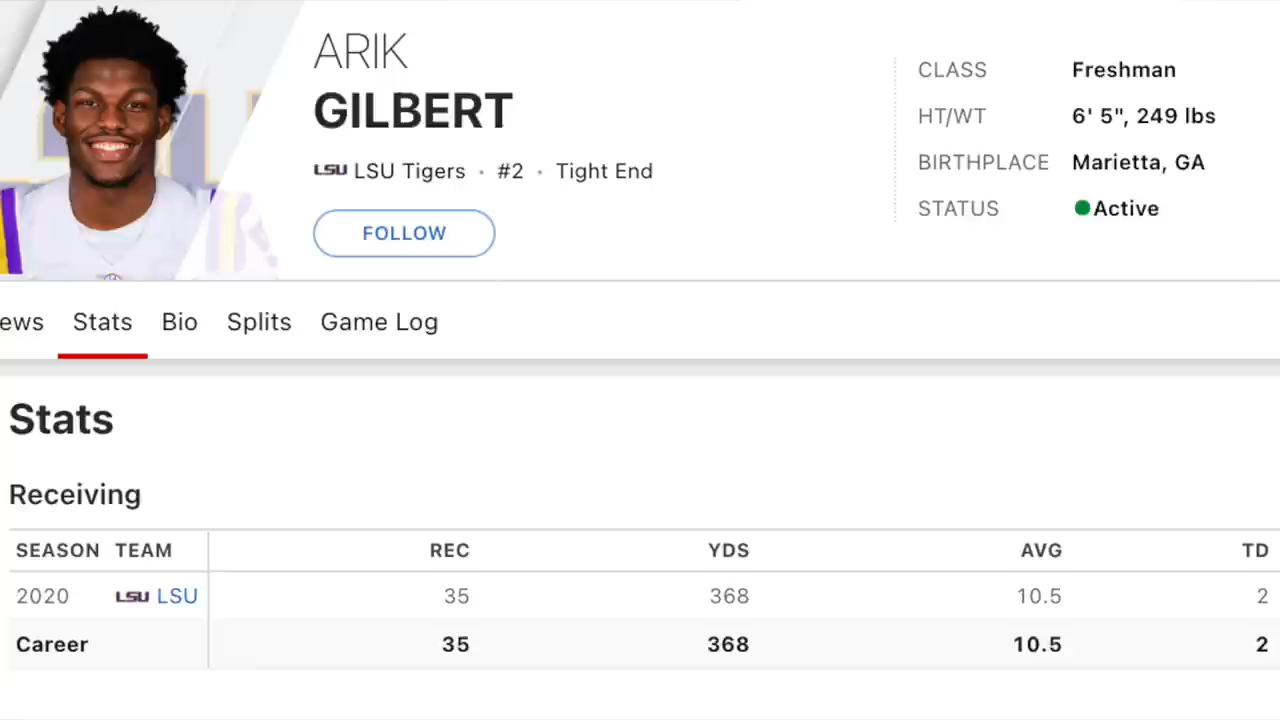 ARIK
GILBERT
LSU LSU Tigers · #2 · Tight End
FOLLOW
CLASS Freshman
HT/WT 6' 5", 249 lbs
BIRTHPLACE Marietta, GA
STATUS Active
ews Stats Bio Splits Game Log
Stats
Receiving
SEASON TEAM REC YDS AVG TD
2020 LSU LSU 35 368 10.5 2
Career 35 368 10.5 2